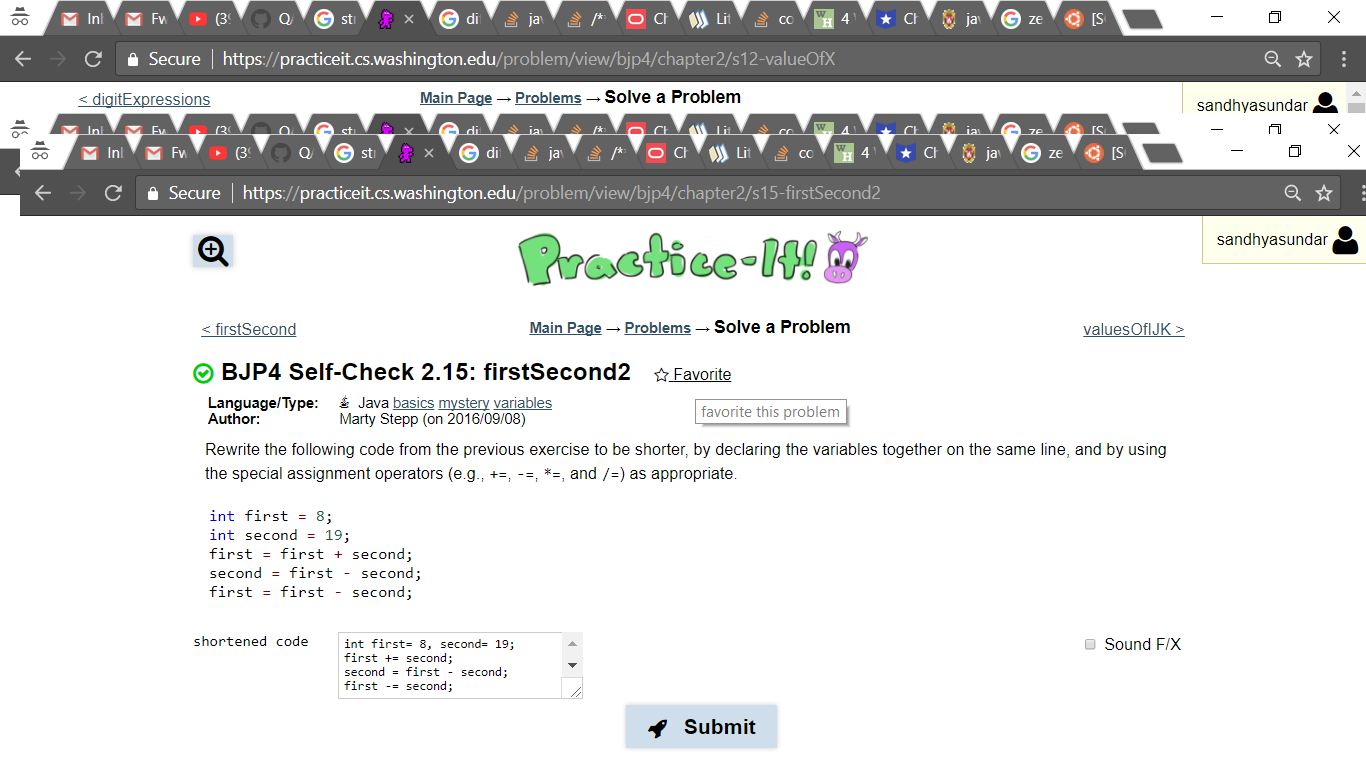 Inl Fw (39 Q/ sti di jav /** Ch Lit co 4 W Ch jav ze [S
Secure https://practiceit.cs.washington.edu/problem/view/bjp4/chapter2/s12-valueOfX
< digitExpressions Main Page → Problems → Solve a Problem sandhyasundar
Inl Fw (3 Q/ sti di jav /* Ch Lit co 4 Ch jav ze [S
Secure https://practiceit.cs.washington.edu/problem/view/bjp4/chapter2/s15-firstSecond2
Practice-It! sandhyasundar
< firstSecond Main Page → Problems → Solve a Problem valuesOfIJK >
BJP4 Self-Check 2.15: firstSecond2 Favorite
Language/Type: Java basics mystery variables
favorite this problem
Author: Marty Stepp (on 2016/09/08)
Rewrite the following code from the previous exercise to be shorter, by declaring the variables together on the same line, and by using
the special assignment operators (e.g., +=, -=, *=, and /=) as appropriate.
int first = 8;
int second = 19;
first = first + second;
second = first - second;
first = first - second;
shortened code
int first= 8, second= 19;
first += second;
second = first - second;
first -= second;
Sound F/X
Submit